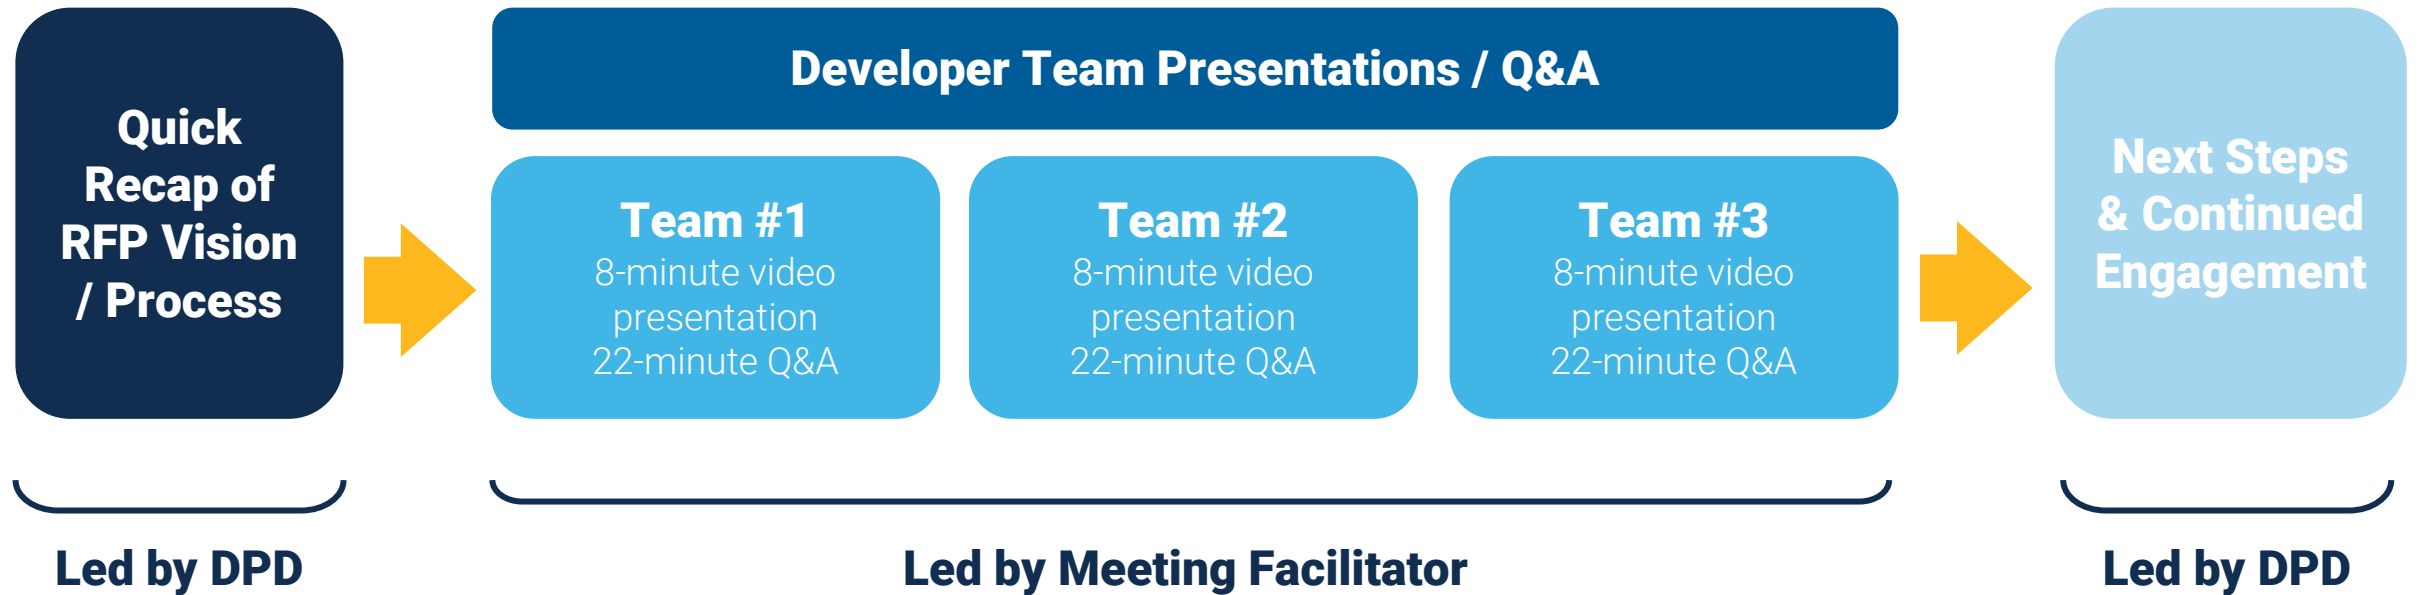 Quick
Recap of
RFP Vision
/ Process
Developer Team Presentations / Q&A
Team #1
8-minute video
presentation
22-minute Q&A
Team #2
8-minute video
presentation
22-minute Q&A
Team #3
8-minute video
presentation
22-minute Q&A
Next Steps
& Continued
Engagement
Led by DPD
Led by Meeting Facilitator
Led by DPD